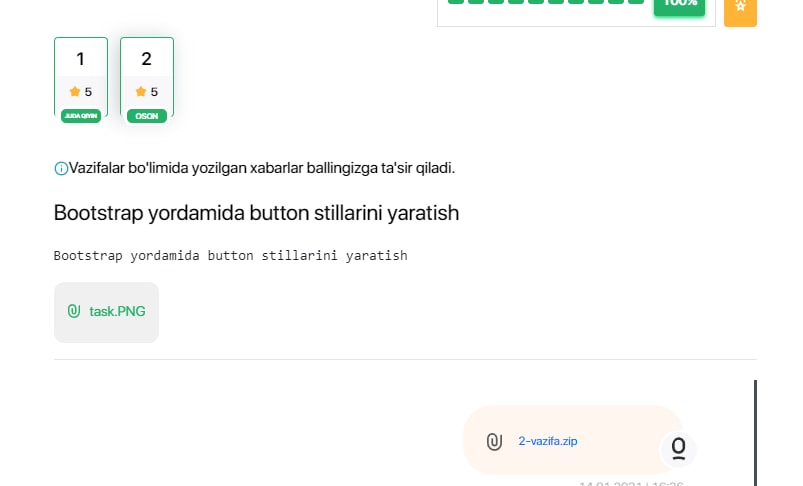 100%
1
2
5
5
JUDA QIYIN
OSON
Vazifalar bo'limida yozilgan xabarlar ballingizga ta'sir qiladi.
Bootstrap yordamida button stillarini yaratish
Bootstrap yordamida button stillarini yaratish
task.PNG
2-vazifa.zip